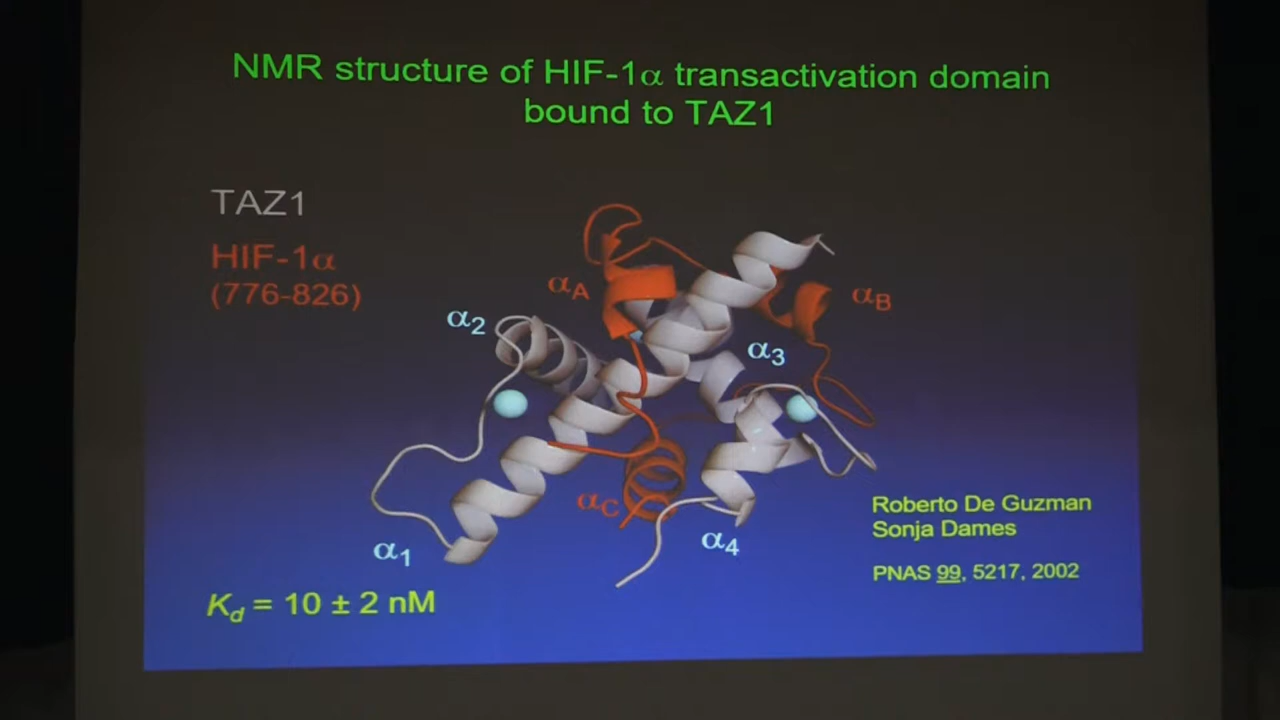 NMR structure of HIF-1α transactivation domain
bound to TAZ1
TAZ1
HIF-1α
(776-826)
αA
αB
α2
α3
αC
α4
α1
Roberto De Guzman
Sonja Dames
PNAS 99, 5217, 2002
Kd = 10 ± 2 nM